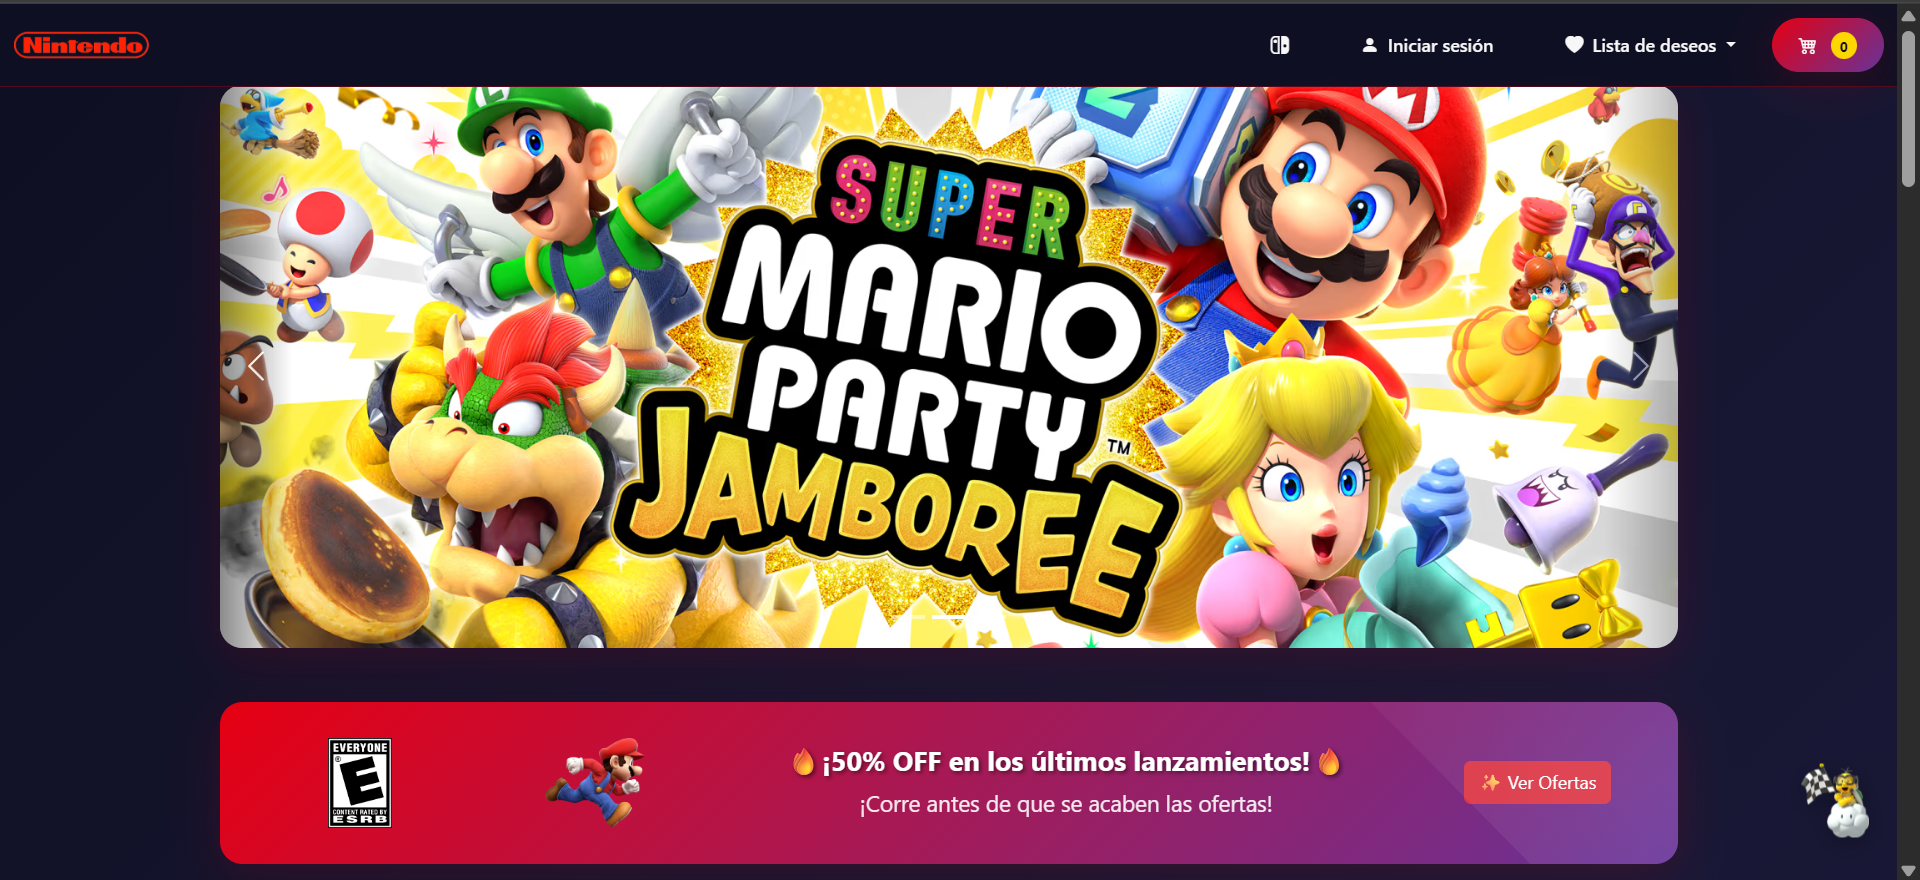 Nintendo
Iniciar sesión
Lista de deseos
0
SUPER
MARIO
PARTY
JAMBOREE
TM
EVERYONE
E
CONTENT RATED BY
ESRB
🔥 ¡50% OFF en los últimos lanzamientos! 🔥
¡Corre antes de que se acaben las ofertas!
✨ Ver Ofertas